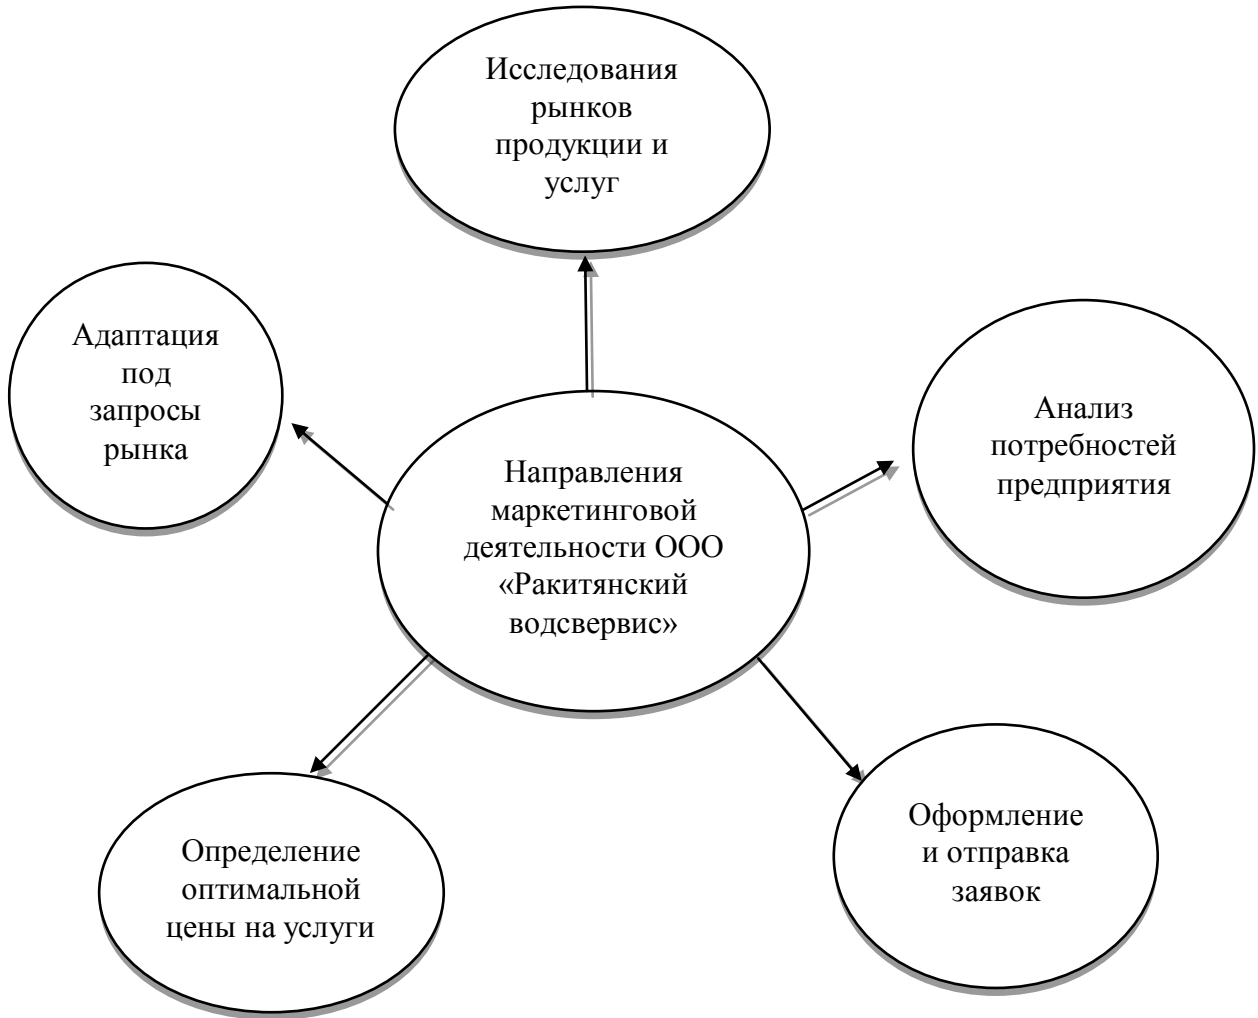 Исследования
рынков
продукции и
услуг
Адаптация
под
запросы
рынка
Анализ
потребностей
предприятия
Направления
маркетинговой
деятельности ООО
«Ракитянский
водсвервис»
Определение
оптимальной
цены на услуги
Оформление
и отправка
заявок